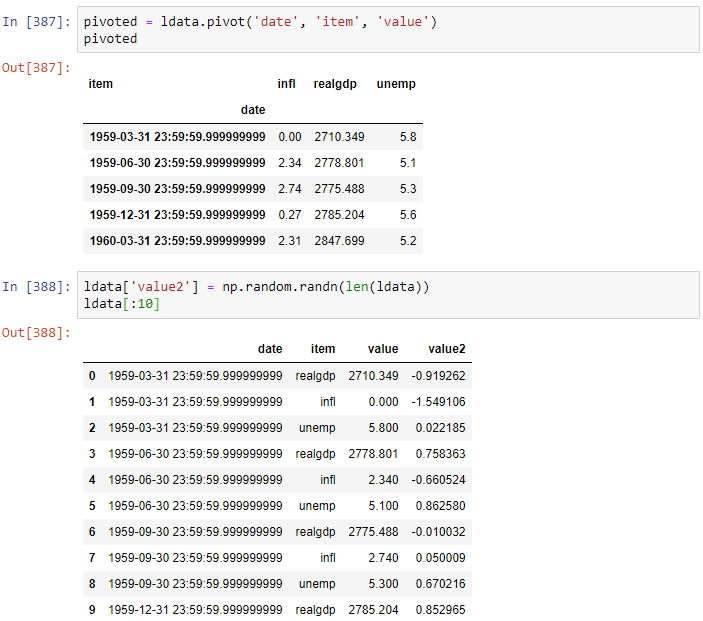 In [387]: pivoted = ldata.pivot('date', 'item', 'value')
pivoted
Out[387]:
item infl realgdp unemp
date
1959-03-31 23:59:59.999999999 0.00 2710.349 5.8
1959-06-30 23:59:59.999999999 2.34 2778.801 5.1
1959-09-30 23:59:59.999999999 2.74 2775.488 5.3
1959-12-31 23:59:59.999999999 0.27 2785.204 5.6
1960-03-31 23:59:59.999999999 2.31 2847.699 5.2
In [388]: ldata['value2'] = np.random.randn(len(ldata))
ldata[:10]
Out[388]:
date item value value2
0 1959-03-31 23:59:59.999999999 realgdp 2710.349 -0.919262
1 1959-03-31 23:59:59.999999999 infl 0.000 -1.549106
2 1959-03-31 23:59:59.999999999 unemp 5.800 0.022185
3 1959-06-30 23:59:59.999999999 realgdp 2778.801 0.758363
4 1959-06-30 23:59:59.999999999 infl 2.340 -0.660524
5 1959-06-30 23:59:59.999999999 unemp 5.100 0.862580
6 1959-09-30 23:59:59.999999999 realgdp 2775.488 -0.010032
7 1959-09-30 23:59:59.999999999 infl 2.740 0.050009
8 1959-09-30 23:59:59.999999999 unemp 5.300 0.670216
9 1959-12-31 23:59:59.999999999 realgdp 2785.204 0.852965